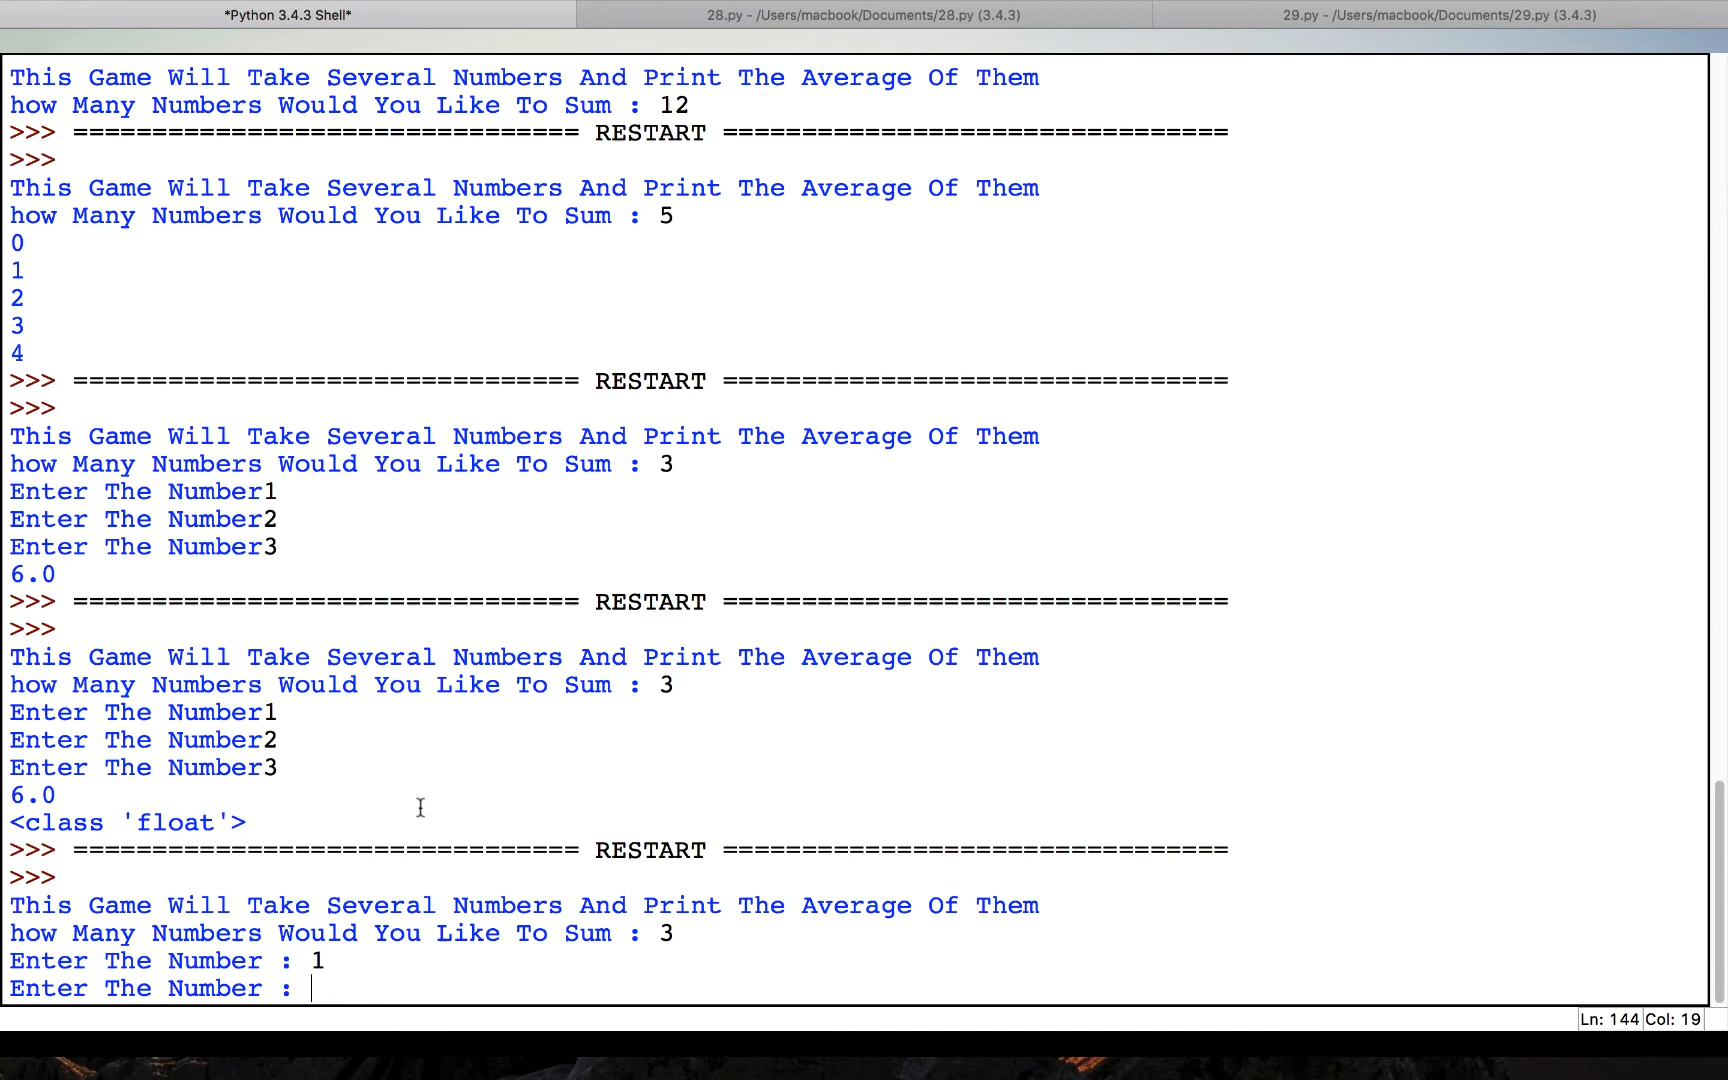 *Python 3.4.3 Shell*
28.py - /Users/macbook/Documents/28.py (3.4.3)
29.py - /Users/macbook/Documents/29.py (3.4.3)
This Game Will Take Several Numbers And Print The Average Of Them
how Many Numbers Would You Like To Sum : 12
>>> ================================ RESTART ================================
>>>
This Game Will Take Several Numbers And Print The Average Of Them
how Many Numbers Would You Like To Sum : 5
0
1
2
3
4
>>> ================================ RESTART ================================
>>>
This Game Will Take Several Numbers And Print The Average Of Them
how Many Numbers Would You Like To Sum : 3
Enter The Number1
Enter The Number2
Enter The Number3
6.0
>>> ================================ RESTART ================================
>>>
This Game Will Take Several Numbers And Print The Average Of Them
how Many Numbers Would You Like To Sum : 3
Enter The Number1
Enter The Number2
Enter The Number3
6.0
<class 'float'>
>>> ================================ RESTART ================================
>>>
This Game Will Take Several Numbers And Print The Average Of Them
how Many Numbers Would You Like To Sum : 3
Enter The Number : 1
Enter The Number :
Ln: 144 Col: 19